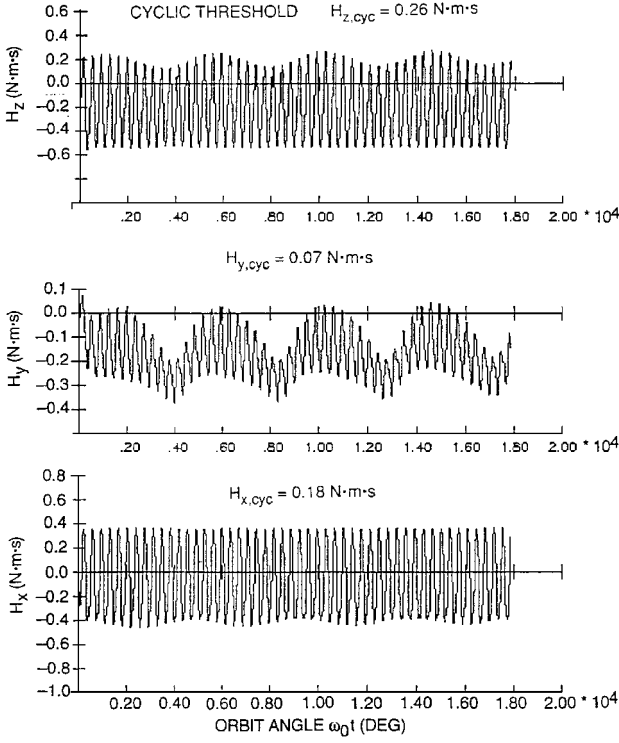 CYCLIC THRESHOLD H_z,cyc = 0.26 N·m·s
0.6
0.4
0.2
0.0
−0.2
−0.4
−0.6
H_Z (N·m·s)
.20 .40 .60 .80 1.00 1.20 1.40 1.60 1.80 2.00 * 10^4
H_y,cyc = 0.07 N·m·s
0.1
0.0
−0.1
−0.2
−0.3
−0.4
H_y (N·m·s)
.20 .40 .60 .80 1.00 1.20 1.40 1.60 1.80 2.00 * 10^4
H_x,cyc = 0.18 N·m·s
0.8
0.6
0.4
0.2
0.0
−0.2
−0.4
−0.6
−0.8
−1.0
H_x (N·m·s)
0.20 0.40 0.60 0.80 1.00 1.20 1.40 1.60 1.80 2.00 * 10^4
ORBIT ANGLE ω_0t (DEG)